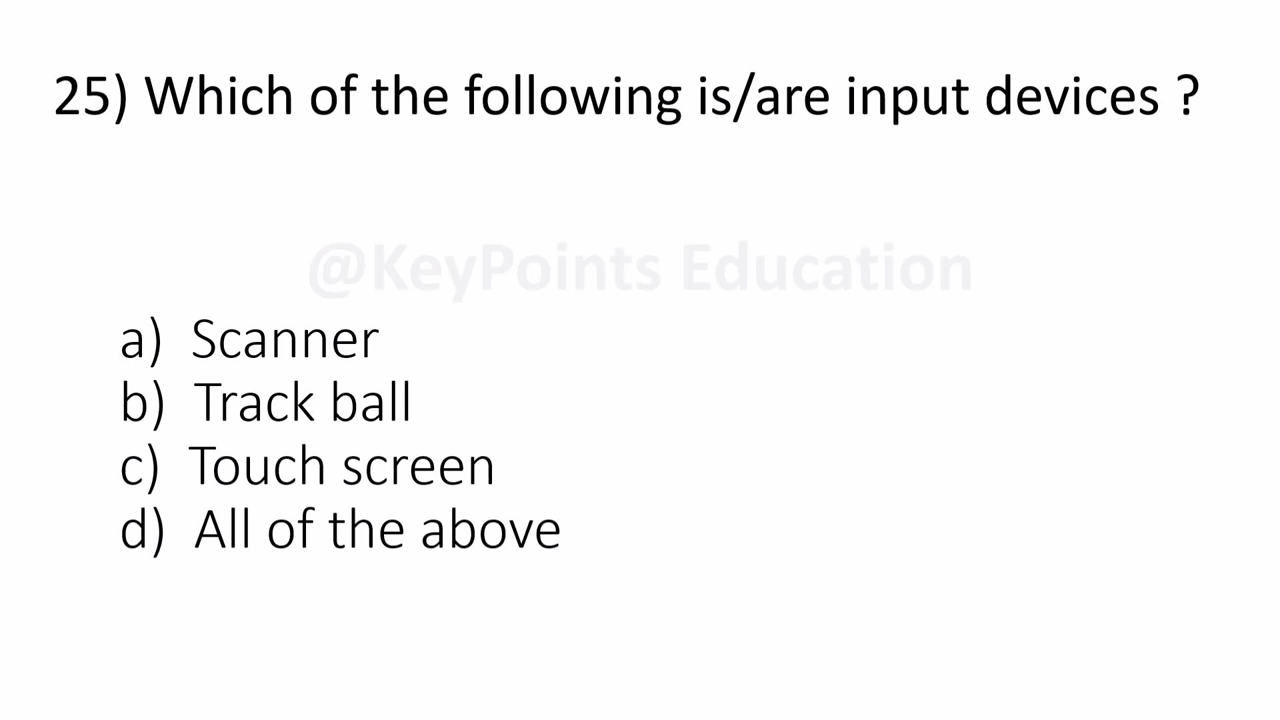 25) Which of the following is/are input devices ?
@KeyPoints Education
a) Scanner
b) Track ball
c) Touch screen
d) All of the above